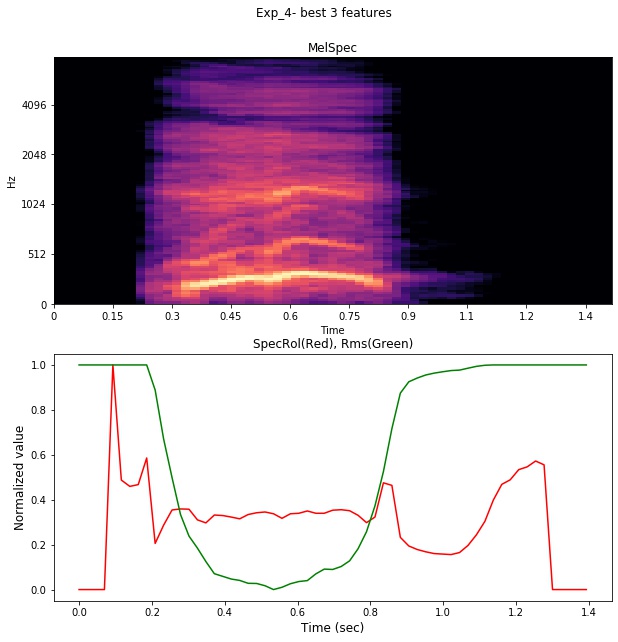 Exp_4- best 3 features
MelSpec
4096
2048
1024
512
0
Hz
0 0.15 0.3 0.45 0.6 0.75 0.9 1.1 1.2 1.4
Time
SpecRol(Red), Rms(Green)
1.0
0.8
0.6
0.4
0.2
0.0
Normalized value
0.0 0.2 0.4 0.6 0.8 1.0 1.2 1.4
Time (sec)